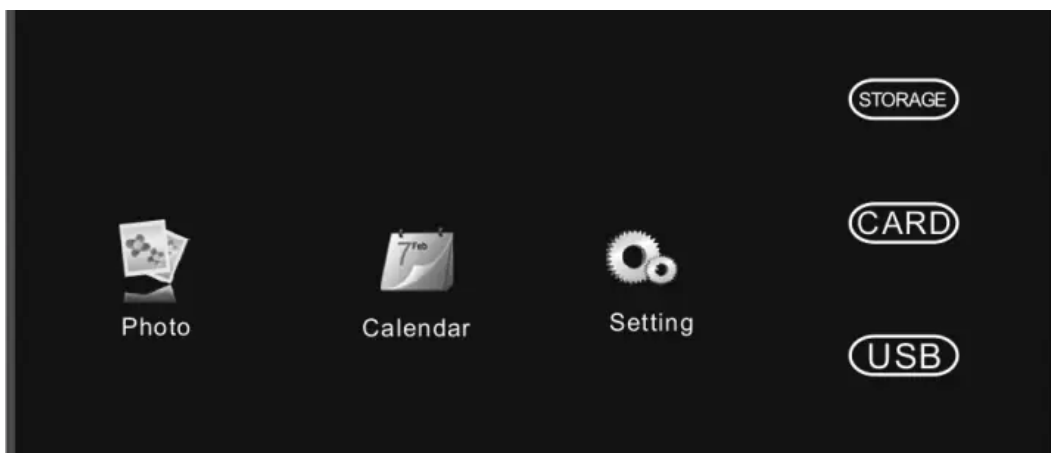 STORAGE
CARD
7 Feb
Photo
Calendar
Setting
USB